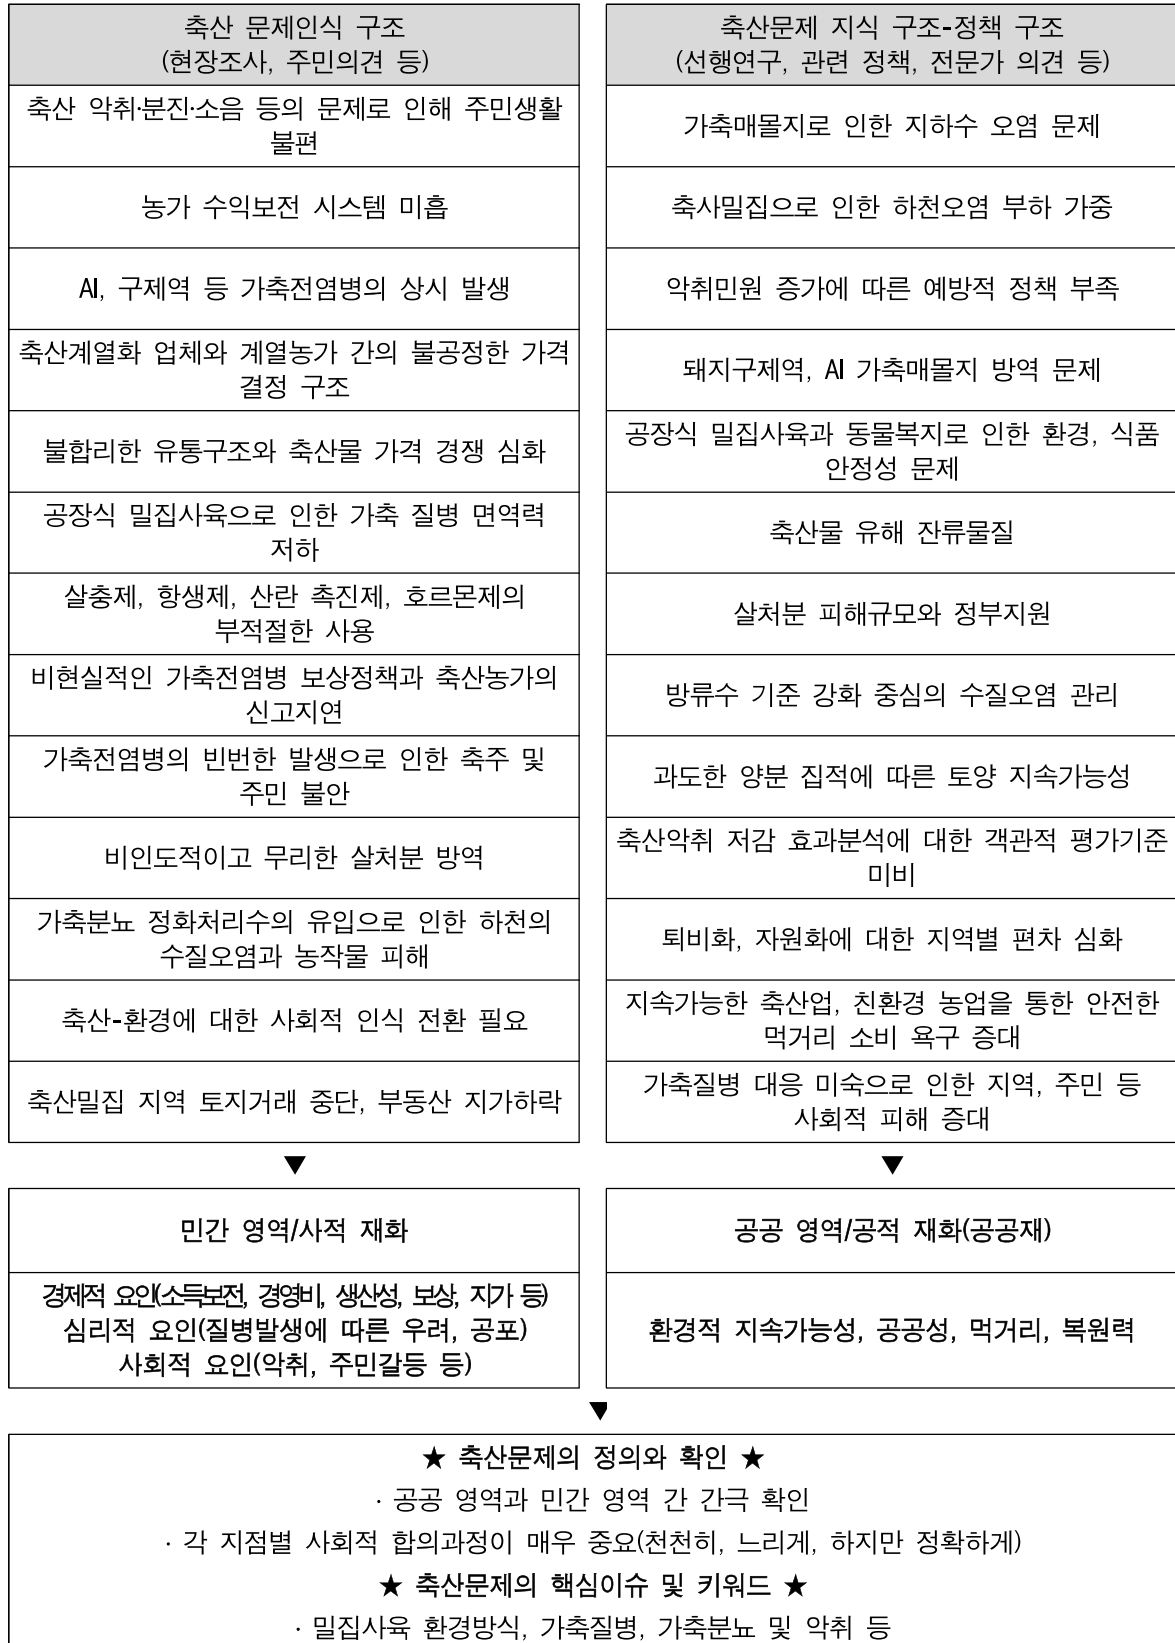 축산 문제인식 구조
(현장조사, 주민의견 등)
축산 악취·분진·소음 등의 문제로 인해 주민생활
불편
농가 수익보전 시스템 미흡
AI, 구제역 등 가축전염병의 상시 발생
축산계열화 업체와 계열농가 간의 불공정한 가격
결정 구조
불합리한 유통구조와 축산물 가격 경쟁 심화
공장식 밀집사육으로 인한 가축 질병 면역력
저하
살충제, 항생제, 산란 촉진제, 호르몬제의
부적절한 사용
비현실적인 가축전염병 보상정책과 축산농가의
신고지연
가축전염병의 빈번한 발생으로 인한 축주 및
주민 불안
비인도적이고 무리한 살처분 방역
가축분뇨 정화처리수의 유입으로 인한 하천의
수질오염과 농작물 피해
축산-환경에 대한 사회적 인식 전환 필요
축산밀집 지역 토지거래 중단, 부동산 지가하락
축산문제 지식 구조-정책 구조
(선행연구, 관련 정책, 전문가 의견 등)
가축매몰지로 인한 지하수 오염 문제
축사밀집으로 인한 하천오염 부하 가중
악취민원 증가에 따른 예방적 정책 부족
돼지구제역, AI 가축매몰지 방역 문제
공장식 밀집사육과 동물복지로 인한 환경, 식품
안정성 문제
축산물 유해 잔류물질
살처분 피해규모와 정부지원
방류수 기준 강화 중심의 수질오염 관리
과도한 양분 집적에 따른 토양 지속가능성
축산악취 저감 효과분석에 대한 객관적 평가기준
미비
퇴비화, 자원화에 대한 지역별 편차 심화
지속가능한 축산업, 친환경 농업을 통한 안전한
먹거리 소비 욕구 증대
가축질병 대응 미숙으로 인한 지역, 주민 등
사회적 피해 증대
▼
▼
민간 영역/사적 재화
경제적 요인(소득보전, 경영비, 생산성, 보상, 지가 등)
심리적 요인(질병발생에 따른 우려, 공포)
사회적 요인(악취, 주민갈등 등)
공공 영역/공적 재화(공공재)
환경적 지속가능성, 공공성, 먹거리, 복원력
▼
★ 축산문제의 정의와 확인 ★
· 공공 영역과 민간 영역 간 간극 확인
· 각 지점별 사회적 합의과정이 매우 중요(천천히, 느리게, 하지만 정확하게)
★ 축산문제의 핵심이슈 및 키워드 ★
· 밀집사육 환경방식, 가축질병, 가축분뇨 및 악취 등